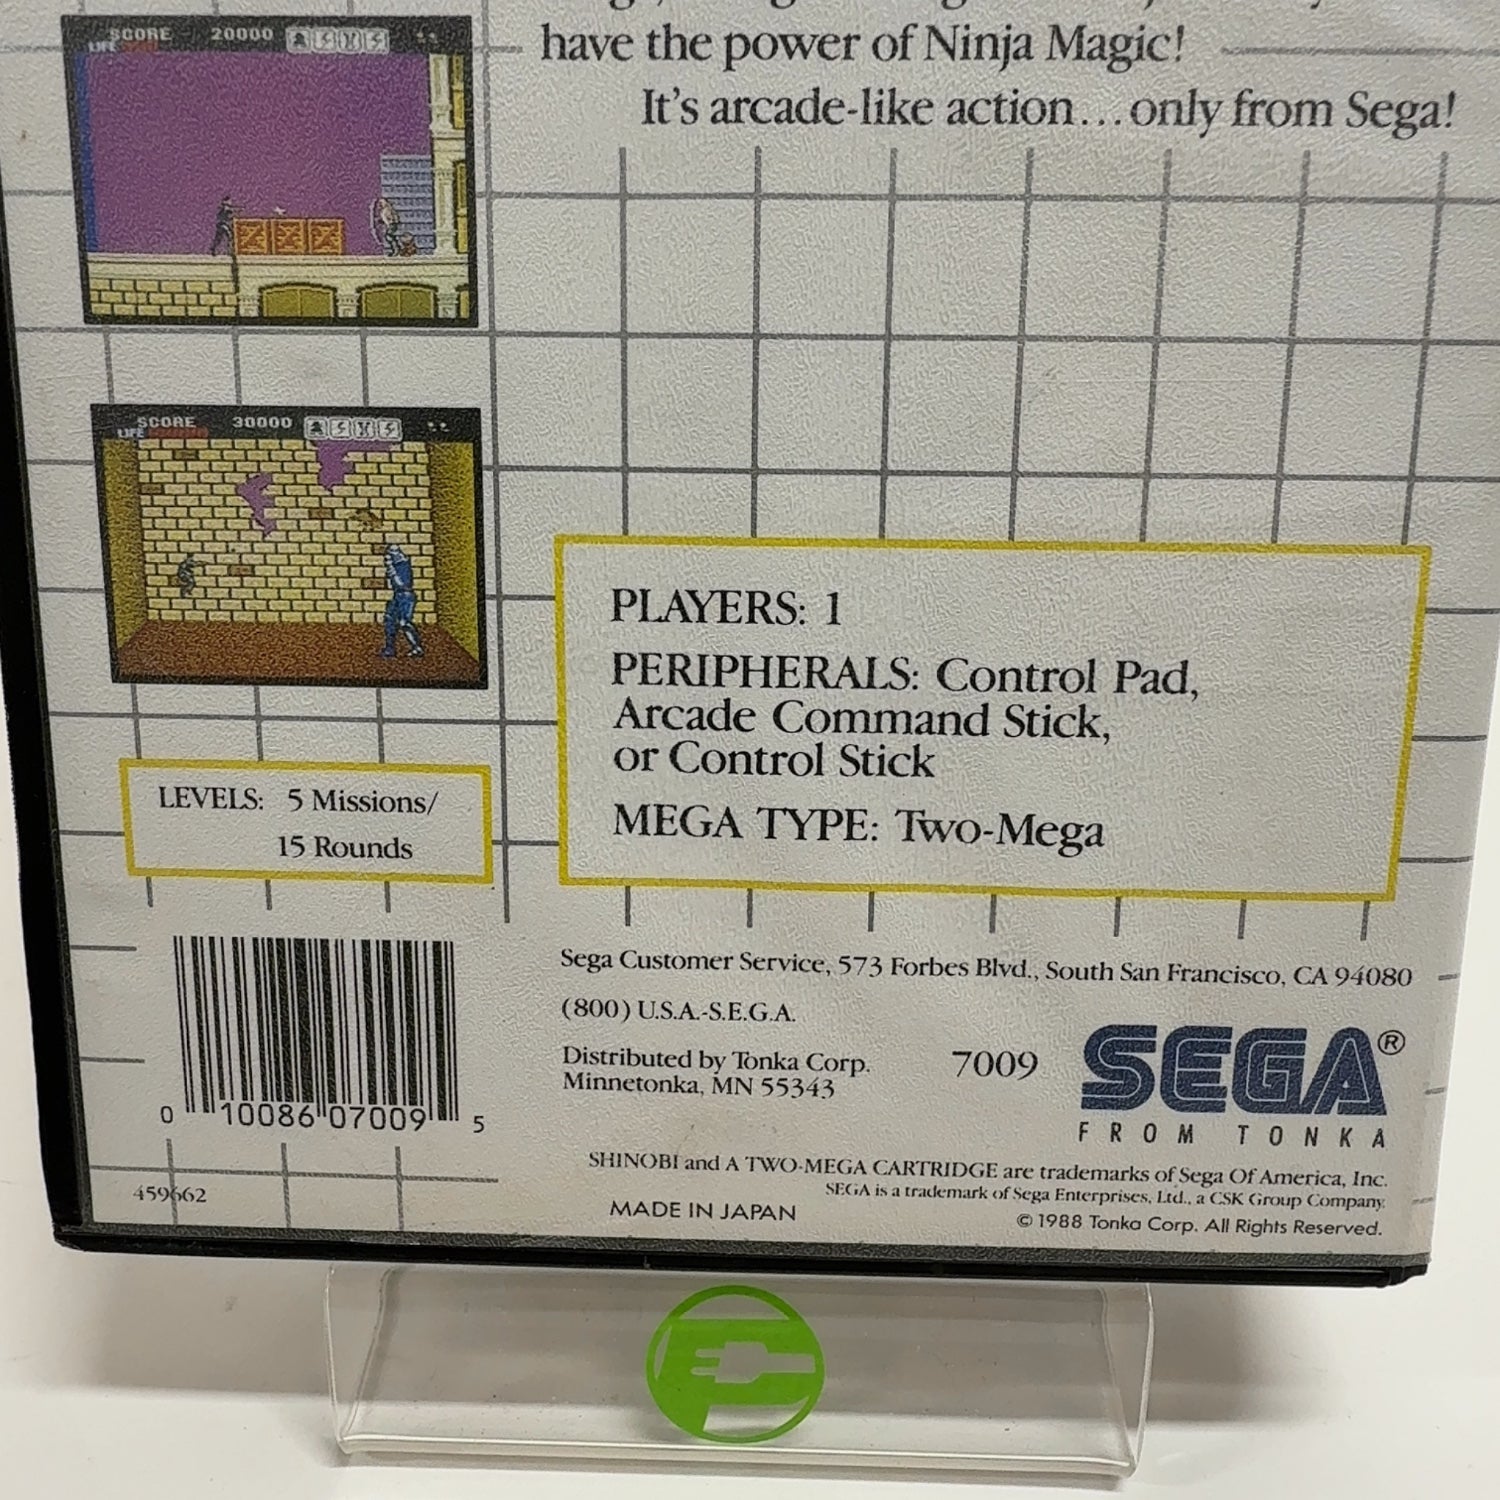 have the power of Ninja Magic!
It's arcade-like action...only from Sega!
SCORE 20000
LIFE
SCORE 30000
LIFE
PLAYERS: 1
PERIPHERALS: Control Pad,
Arcade Command Stick,
or Control Stick
MEGA TYPE: Two-Mega
LEVELS: 5 Missions/
15 Rounds
0 10086 07009 5
459662
Sega Customer Service, 573 Forbes Blvd., South San Francisco, CA 94080
(800) U.S.A.-S.E.G.A.
Distributed by Tonka Corp.
Minnetonka, MN 55343
7009
SEGA®
FROM TONKA
SHINOBI and A TWO-MEGA CARTRIDGE are trademarks of Sega Of America, Inc.
SEGA is a trademark of Sega Enterprises, Ltd., a CSK Group Company.
MADE IN JAPAN
© 1988 Tonka Corp. All Rights Reserved.